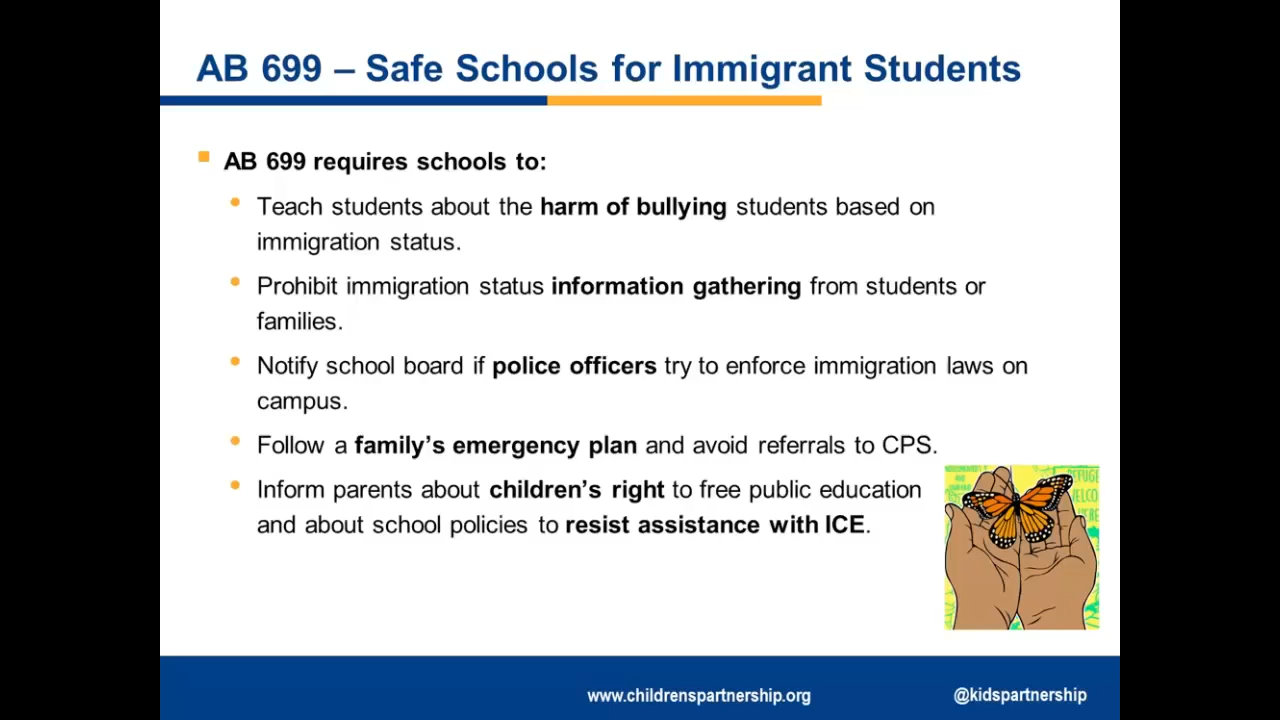 AB 699 – Safe Schools for Immigrant Students
AB 699 requires schools to:
Teach students about the harm of bullying students based on
immigration status.
Prohibit immigration status information gathering from students or
families.
Notify school board if police officers try to enforce immigration laws on
campus.
Follow a family’s emergency plan and avoid referrals to CPS.
Inform parents about children’s right to free public education
and about school policies to resist assistance with ICE.
www.childrenspartnership.org
@kidspartnership